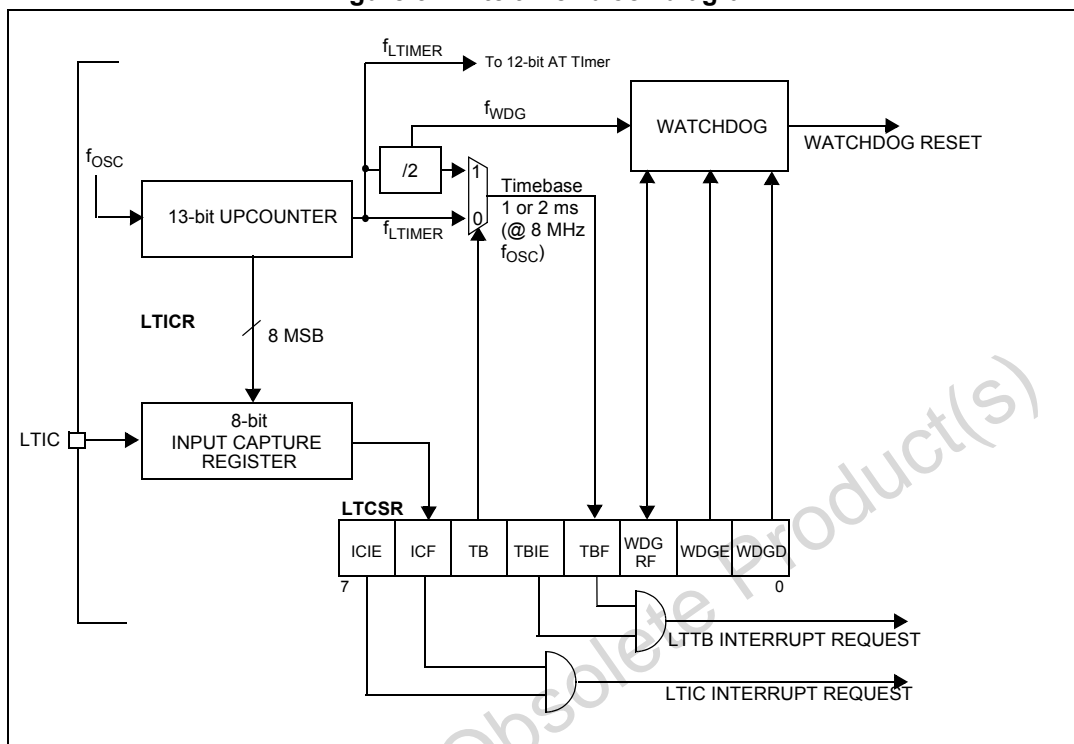 fLTIMER
To 12-bit AT TImer
fWDG
WATCHDOG
WATCHDOG RESET
fOSC
/2
1
0
Timebase
1 or 2 ms
(@ 8 MHz
fOSC)
13-bit UPCOUNTER
fLTIMER
LTICR
8 MSB
LTIC
8-bit
INPUT CAPTURE
REGISTER
LTCSR
ICIE ICF TB TBIE TBF WDG RF WDGE WDGD
7 0
LTTB INTERRUPT REQUEST
LTIC INTERRUPT REQUEST
Obsolete Product(s)